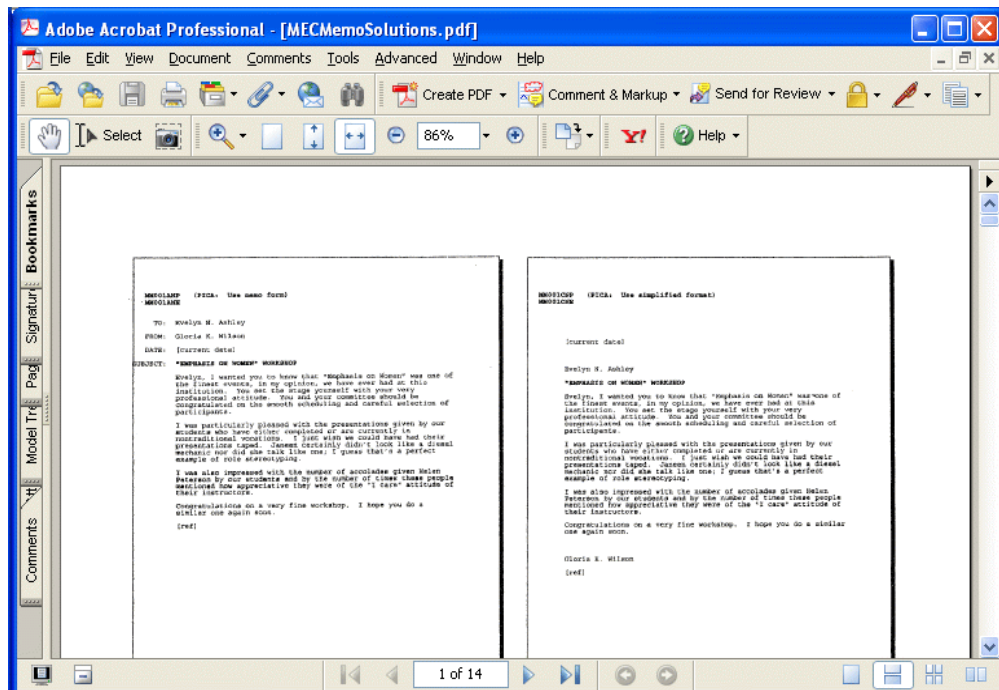 Adobe Acrobat Professional - [MECMemoSolutions.pdf]
File Edit View Document Comments Tools Advanced Window Help
Create PDF Comment & Markup Send for Review
Select 86% Y! Help
Bookmarks
Signatur
Pag
Model Tre
Comments
(PICA: Use memo form)
TO: Evelyn N. Ashley
FROM: Gloria K. Wilson
DATE: [current date]
SUBJECT: "EMPHASIS ON WOMEN" WORKSHOP
Evelyn, I wanted you to know that "Emphasis on Women" was one of
the finest events, in my opinion, we have ever had at this
institution. You set the stage yourself with your very
professional attitude. You and your committee should be
congratulated on the smooth scheduling and careful selection of
participants.
I was particularly pleased with the presentations given by our
students who have either completed or are currently in
nontraditional vocations. I just wish we could have had their
presentations taped. Janeen certainly didn't look like a diesel
mechanic nor did she talk like one; I guess that's a perfect
example of role stereotyping.
I was also impressed with the number of accolades given Helen
Peterson by our students and by the number of times these people
mentioned how appreciative they were of the "I care" attitude of
their instructors.
Congratulations on a very fine workshop. I hope you do a
similar one again soon.
[ref]
(PICA: Use simplified format)
[current date]
Evelyn N. Ashley
"EMPHASIS ON WOMEN" WORKSHOP
Evelyn, I wanted you to know that "Emphasis on Women" was one of
the finest events, in my opinion, we have ever had at this
institution. You set the stage yourself with your very
professional attitude. You and your committee should be
congratulated on the smooth scheduling and careful selection of
participants.
I was particularly pleased with the presentations given by our
students who have either completed or are currently in
nontraditional vocations. I just wish we could have had their
presentations taped. Janeen certainly didn't look like a diesel
mechanic nor did she talk like one; I guess that's a perfect
example of role stereotyping.
I was also impressed with the number of accolades given Helen
Peterson by our students and by the number of times these people
mentioned how appreciative they were of the "I care" attitude of
their instructors.
Congratulations on a very fine workshop. I hope you do a similar
one again soon.
Gloria K. Wilson
[ref]
1 of 14